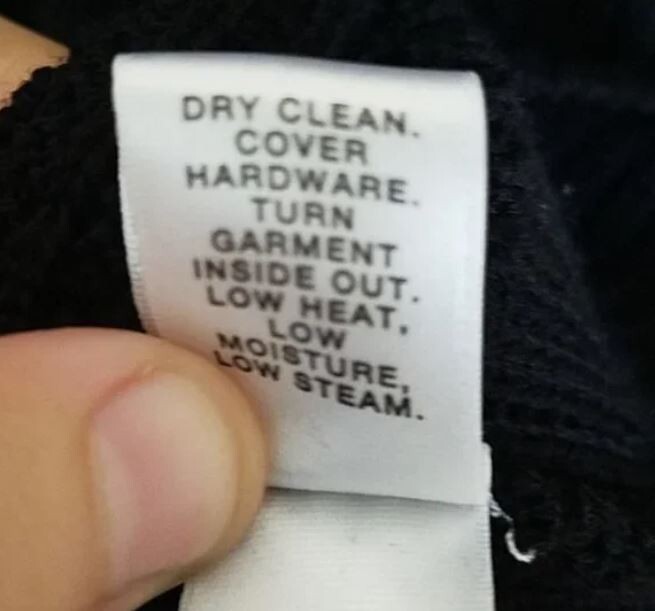 DRY CLEAN.
COVER
HARDWARE.
TURN
GARMENT
INSIDE OUT.
LOW HEAT,
LOW
MOISTURE,
LOW STEAM.